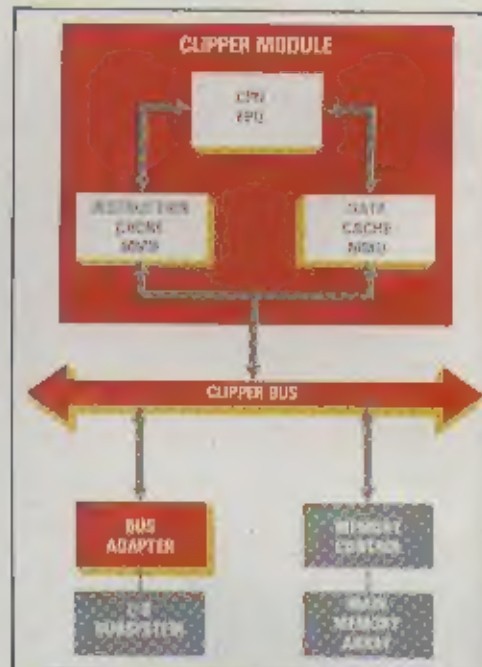 CLIPPER MODULE
CPU
FPU
INSTRUCTION
CACHE
MMU
DATA
CACHE
MMU
CLIPPER BUS
BUS
ADAPTER
MEMORY
CONTROL
I/O
SUBSYSTEM
MAIN
MEMORY
ARRAY